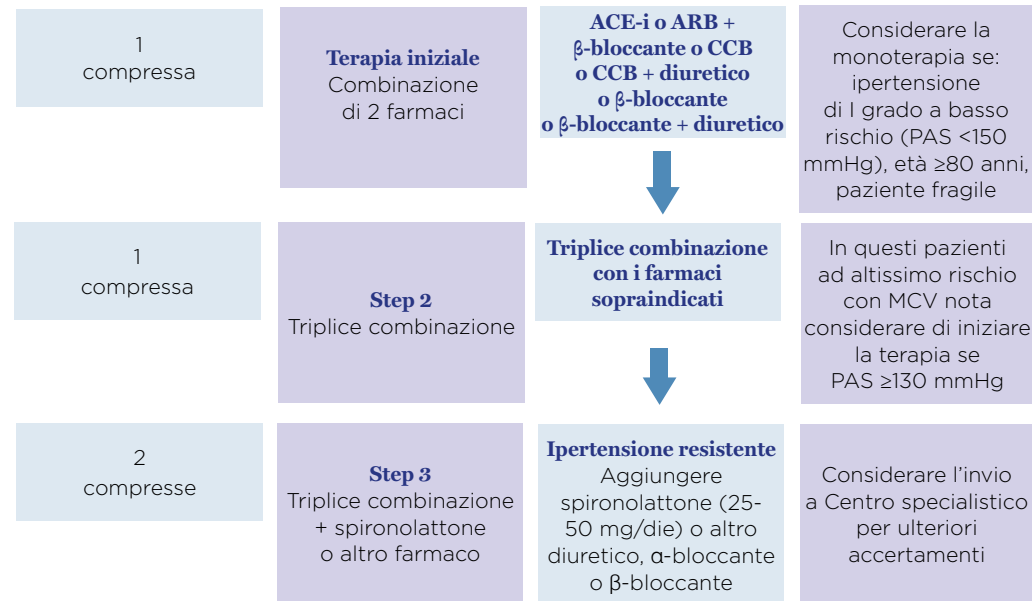 1
compressa
Terapia iniziale
Combinazione
di 2 farmaci
ACE-i o ARB +
β-bloccante o CCB
o CCB + diuretico
o β-bloccante
o β-bloccante + diuretico
Considerare la
monoterapia se:
ipertensione
di I grado a basso
rischio (PAS <150
mmHg), età ≥80 anni,
paziente fragile
1
compressa
Step 2
Triplice combinazione
Triplice combinazione
con i farmaci
sopraindicati
In questi pazienti
ad altissimo rischio
con MCV nota
considerare di iniziare
la terapia se
PAS ≥130 mmHg
2
compresse
Step 3
Triplice combinazione
+ spironolattone
o altro farmaco
Ipertensione resistente
Aggiungere
spironolattone (25-
50 mg/die) o altro
diuretico, α-bloccante
o β-bloccante
Considerare l’invio
a Centro specialistico
per ulteriori
accertamenti